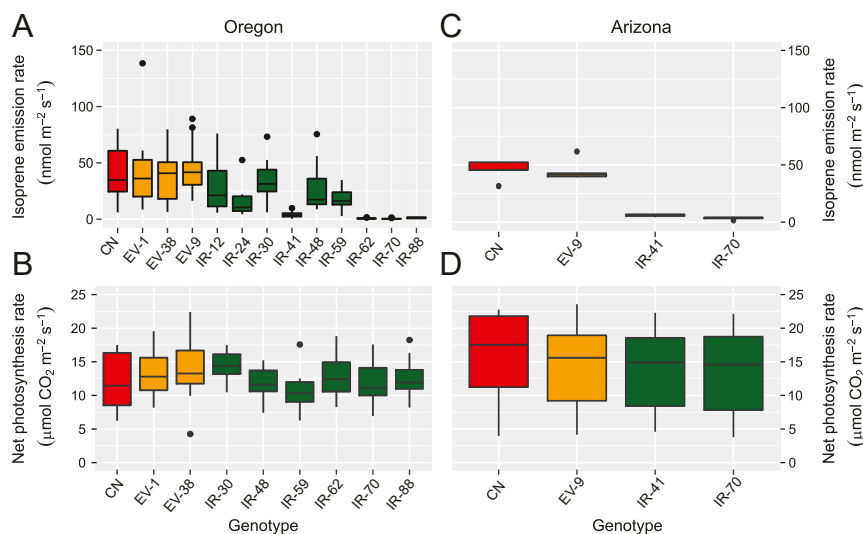 A
Oregon
Isoprene emission rate
(nmol m⁻² s⁻¹)
150
100
50
0
CN
EV-1
EV-38
EV-9
IR-12
IR-24
IR-30
IR-41
IR-48
IR-59
IR-62
IR-70
IR-88
C
Arizona
150
100
50
0
Isoprene emission rate
(nmol m⁻² s⁻¹)
CN
EV-9
IR-41
IR-70
B
Net photosynthesis rate
(μmol CO₂ m⁻² s⁻¹)
25
20
15
10
5
0
CN
EV-1
EV-38
IR-30
IR-48
IR-59
IR-62
IR-70
IR-88
Genotype
D
25
20
15
10
5
0
Net photosynthesis rate
(μmol CO₂ m⁻² s⁻¹)
CN
EV-9
IR-41
IR-70
Genotype